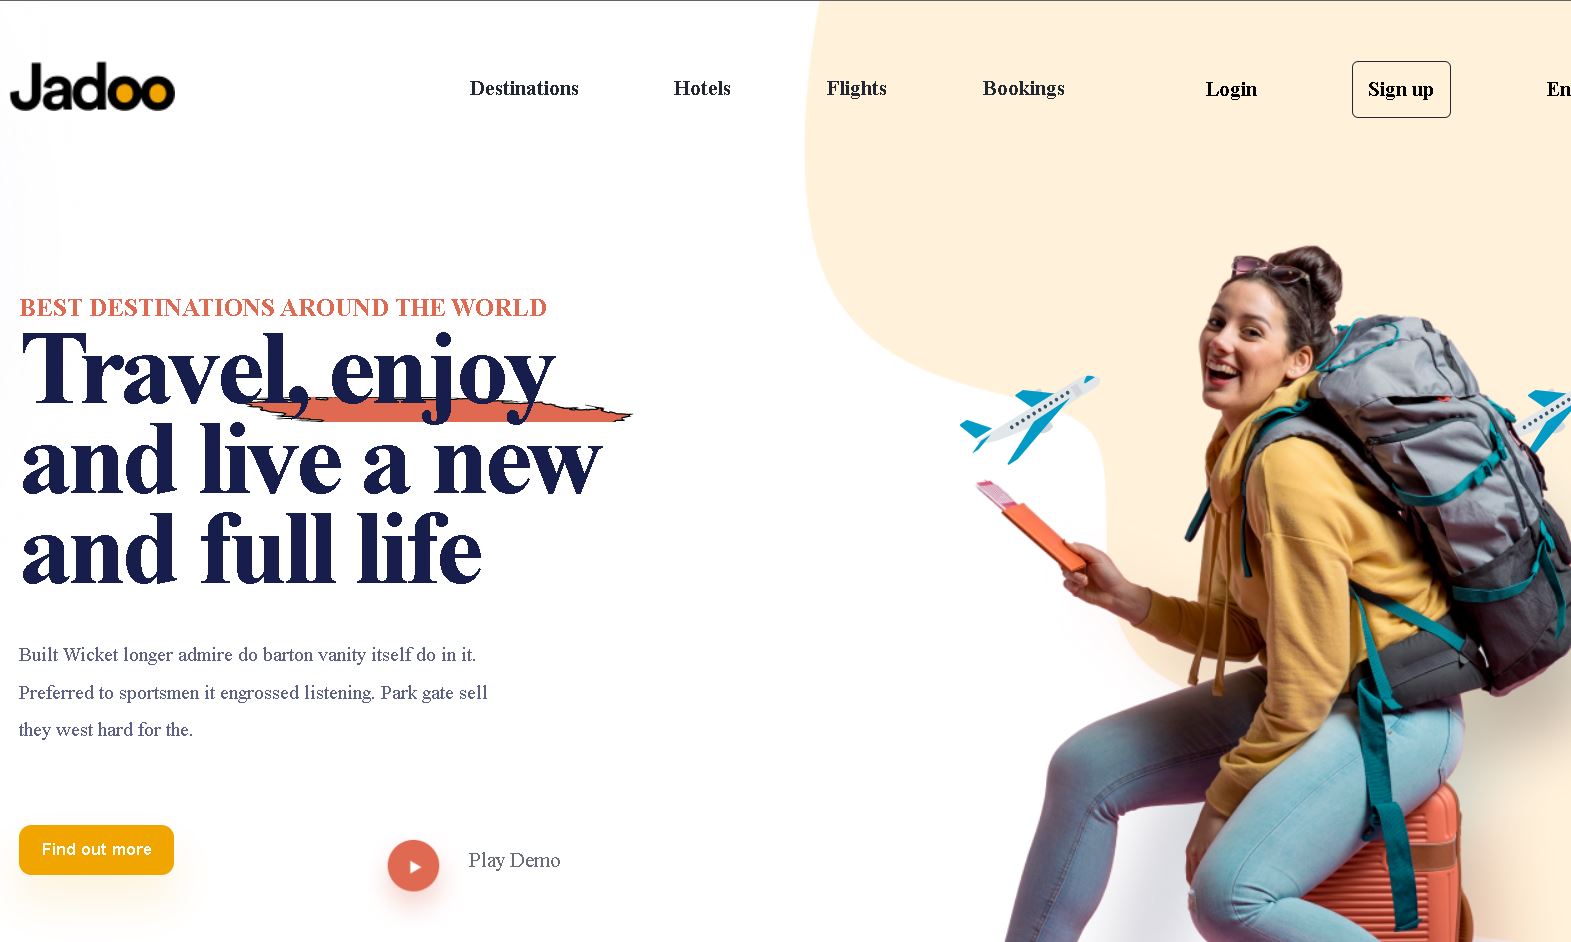 Jadoo
Destinations
Hotels
Flights
Bookings
Login
Sign up
En
BEST DESTINATIONS AROUND THE WORLD
Travel, enjoy
and live a new
and full life
Built Wicket longer admire do barton vanity itself do in it.
Preferred to sportsmen it engrossed listening. Park gate sell
they west hard for the.
Find out more
Play Demo